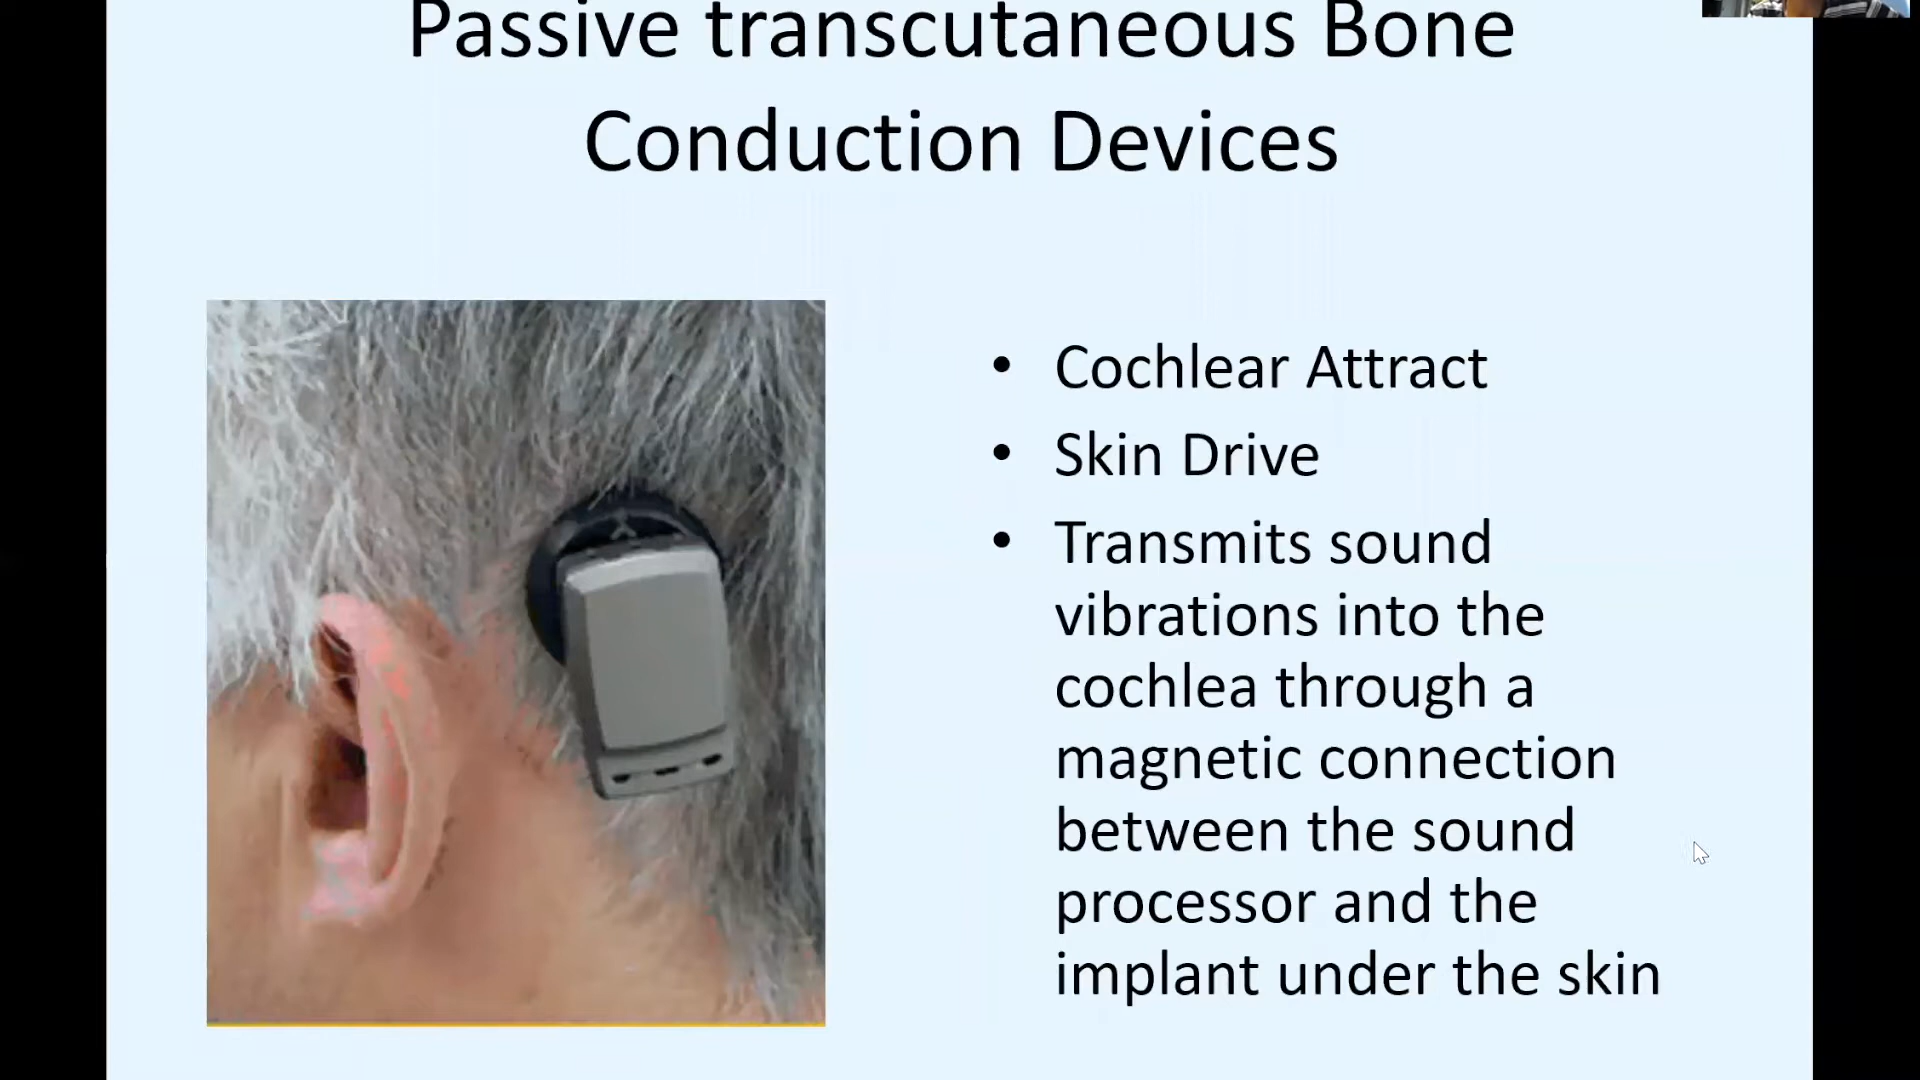 Passive transcutaneous Bone
Conduction Devices
• Cochlear Attract
• Skin Drive
• Transmits sound
vibrations into the
cochlea through a
magnetic connection
between the sound
processor and the
implant under the skin